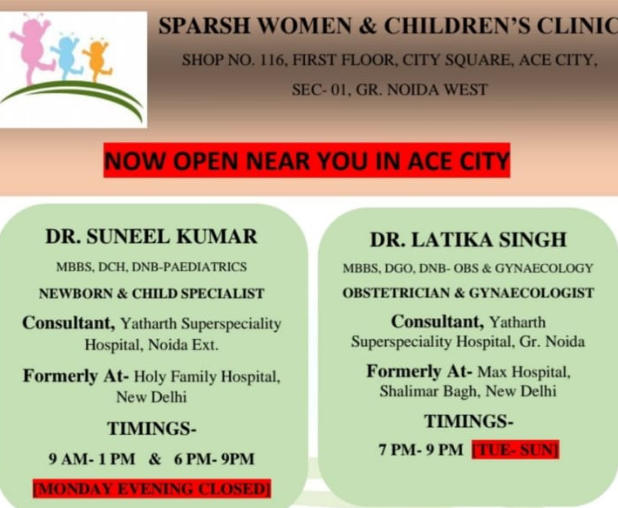 SPARSH WOMEN & CHILDREN'S CLINIC
SHOP NO. 116, FIRST FLOOR, CITY SQUARE, ACE CITY,
SEC- 01, GR. NOIDA WEST
NOW OPEN NEAR YOU IN ACE CITY
DR. SUNEEL KUMAR
MBBS, DCH, DNB-PAEDIATRICS
NEWBORN & CHILD SPECIALIST
Consultant, Yatharth Superspeciality
Hospital, Noida Ext.
Formerly At- Holy Family Hospital,
New Delhi
TIMINGS-
9 AM- 1 PM & 6 PM- 9PM
[MONDAY EVENING CLOSED]
DR. LATIKA SINGH
MBBS, DGO, DNB- OBS & GYNAECOLOGY
OBSTETRICIAN & GYNAECOLOGIST
Consultant, Yatharth
Superspeciality Hospital, Gr. Noida
Formerly At- Max Hospital,
Shalimar Bagh, New Delhi
TIMINGS-
7 PM- 9 PM [TUE- SUN]